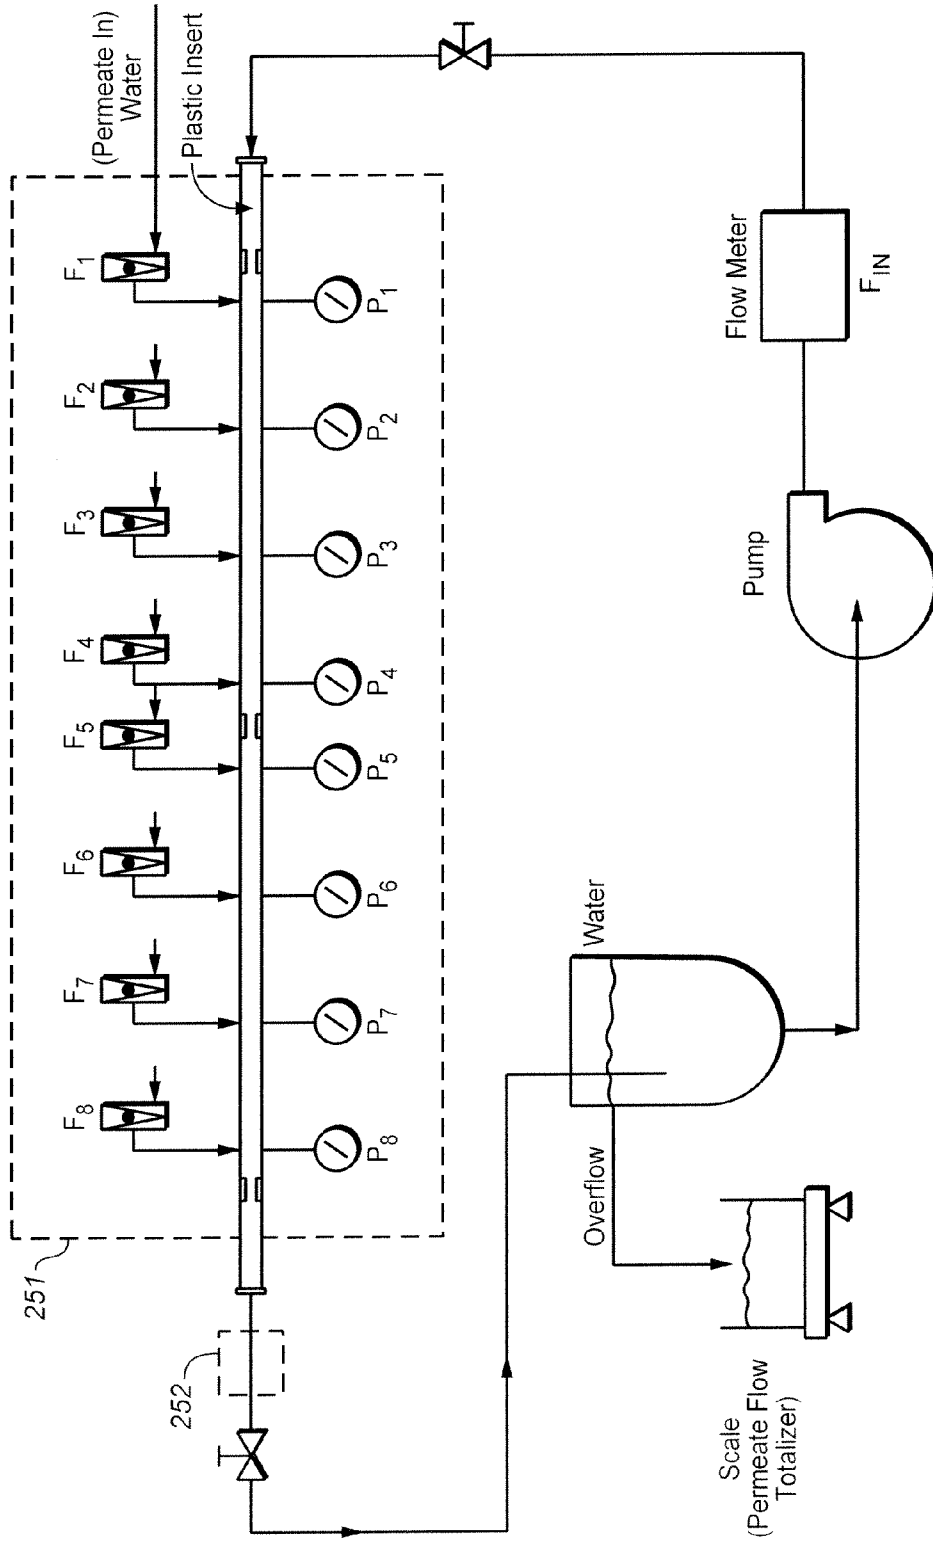 251
252
F8
F7
F6
F5
F4
F3
F2
F1
(Permeate In)
Water
Plastic Insert
P8
P7
P6
P5
P4
P3
P2
P1
Water
Overflow
Pump
Flow Meter
FIN
Scale
(Permeate Flow
Totalizer)